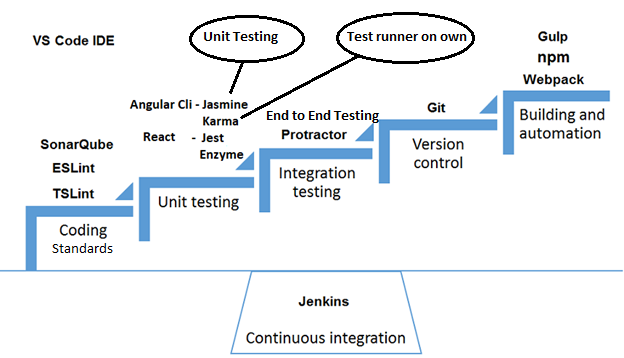 VS Code IDE
Unit Testing
Test runner on own
Gulp
npm
Webpack
Angular Cli - Jasmine
Karma
React - Jest
Enzyme
End to End Testing
Protractor
Git
SonarQube
ESLint
TSLint
Building and
automation
Version
control
Integration
testing
Unit testing
Coding
Standards
Jenkins
Continuous integration